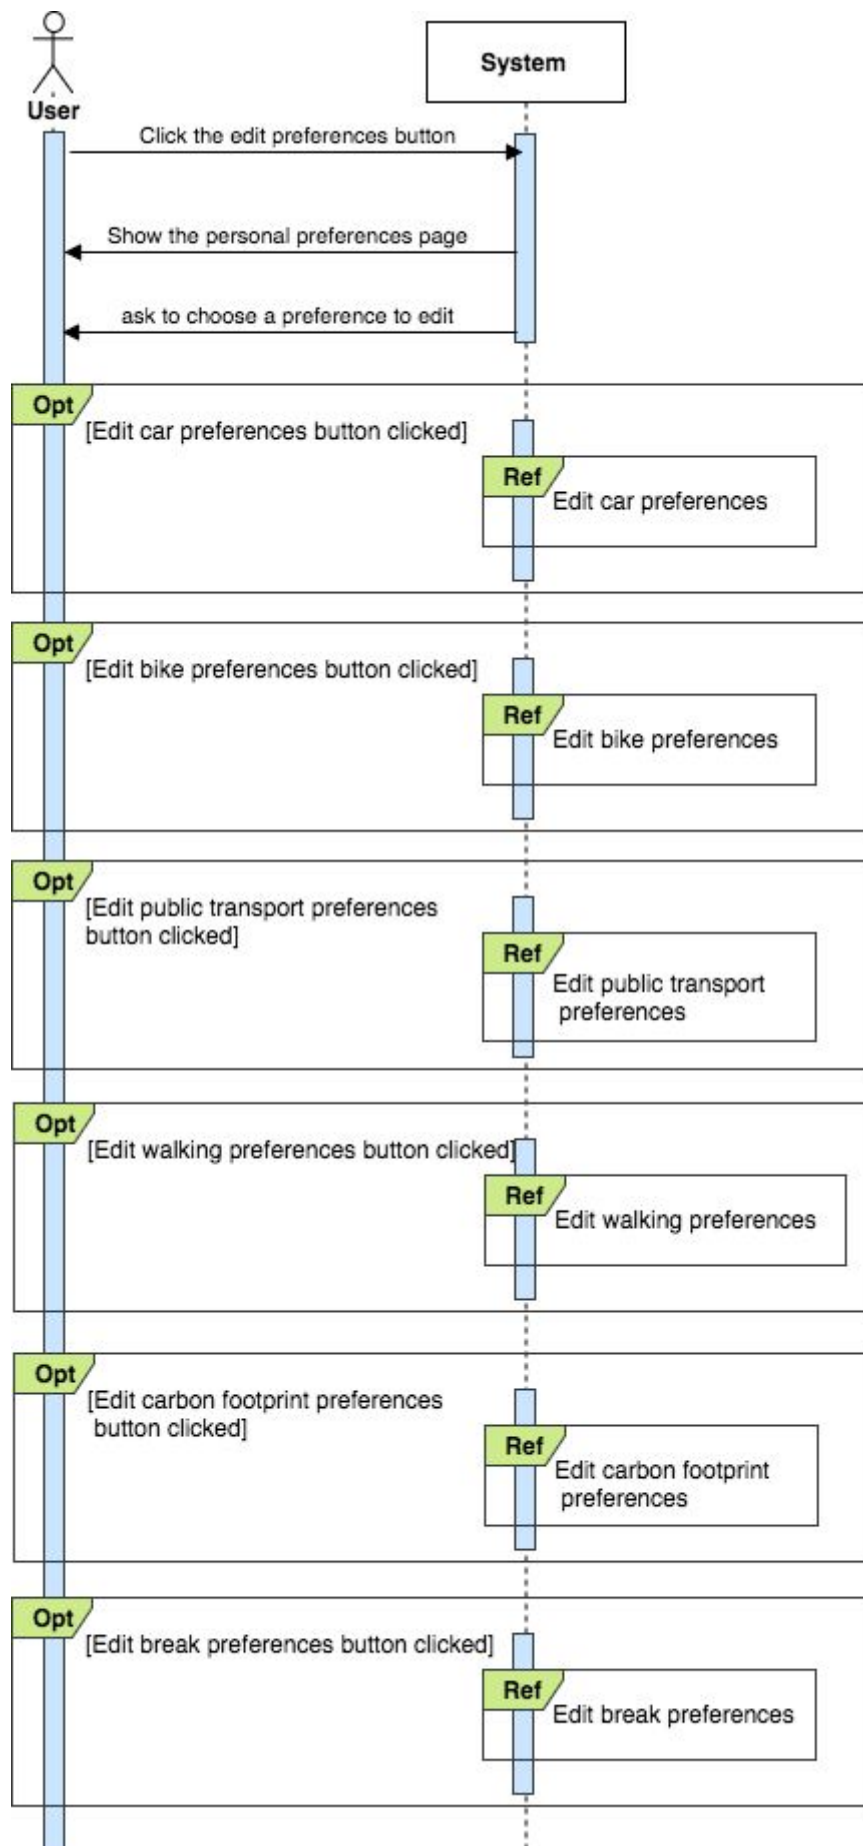 System
User
Click the edit preferences button
Show the personal preferences page
ask to choose a preference to edit
Opt
[Edit car preferences button clicked]
Ref
Edit car preferences
Opt
[Edit bike preferences button clicked]
Ref
Edit bike preferences
Opt
[Edit public transport preferences
button clicked]
Ref
Edit public transport
preferences
Opt
[Edit walking preferences button clicked]
Ref
Edit walking preferences
Opt
[Edit carbon footprint preferences
button clicked]
Ref
Edit carbon footprint
preferences
Opt
[Edit break preferences button clicked]
Ref
Edit break preferences